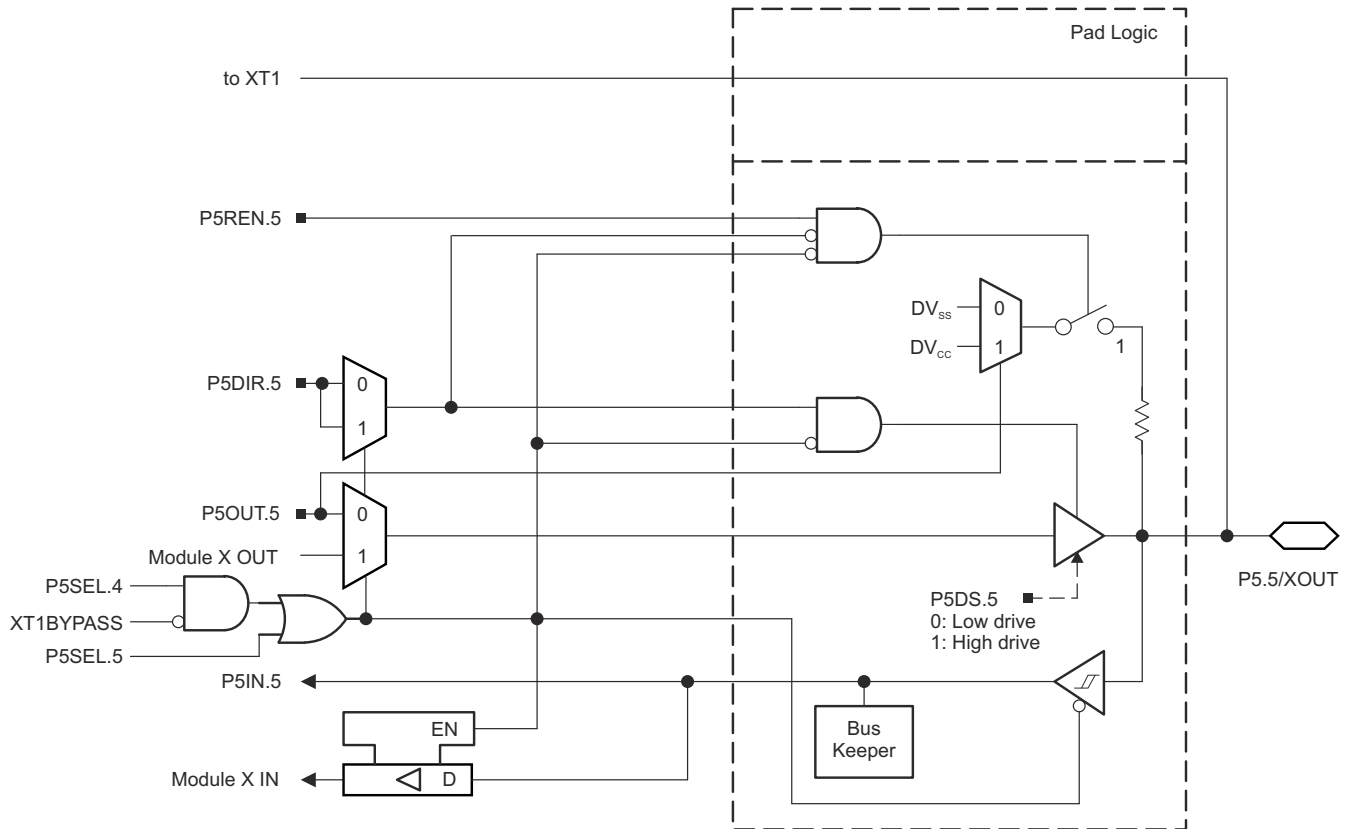 Pad Logic
to XT1
P5REN.5
DVSS
0
DVCC
1
1
P5DIR.5
0
1
P5OUT.5
0
Module X OUT
1
P5SEL.4
XT1BYPASS
P5SEL.5
P5DS.5
0: Low drive
1: High drive
P5.5/XOUT
P5IN.5
Bus
Keeper
EN
Module X IN
D